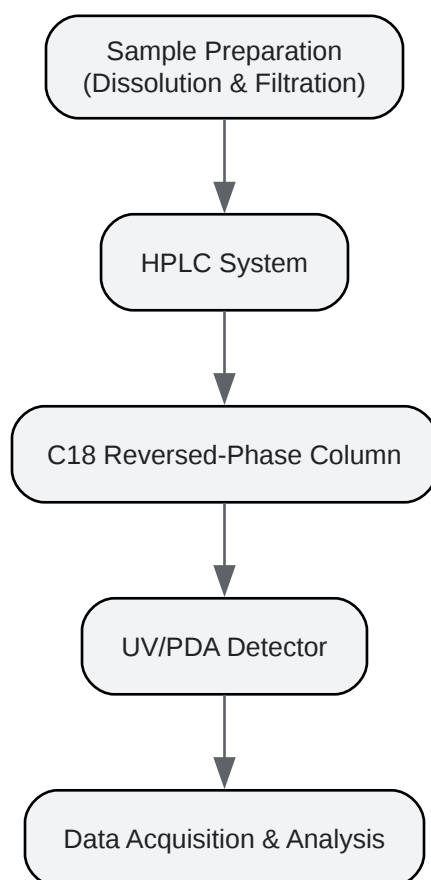 Sample Preparation
(Dissolution & Filtration)
HPLC System
C18 Reversed-Phase Column
UV/PDA Detector
Data Acquisition & Analysis